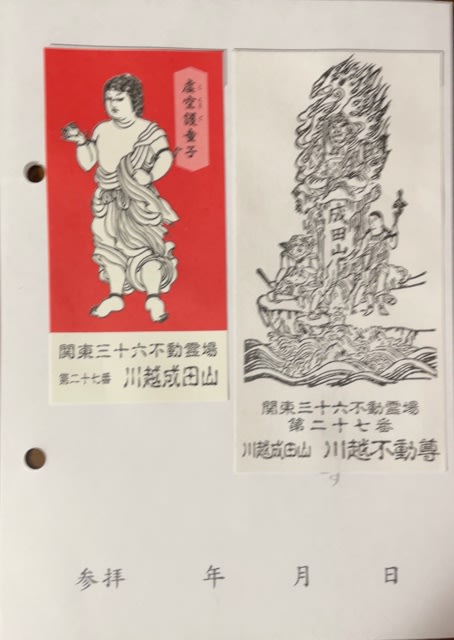 虚空護童子
関東三十六不動霊場
第二十七番 川越成田山
成田山
関東三十六不動霊場
第二十七番
川越成田山 川越不動尊
参拝 年 月 日